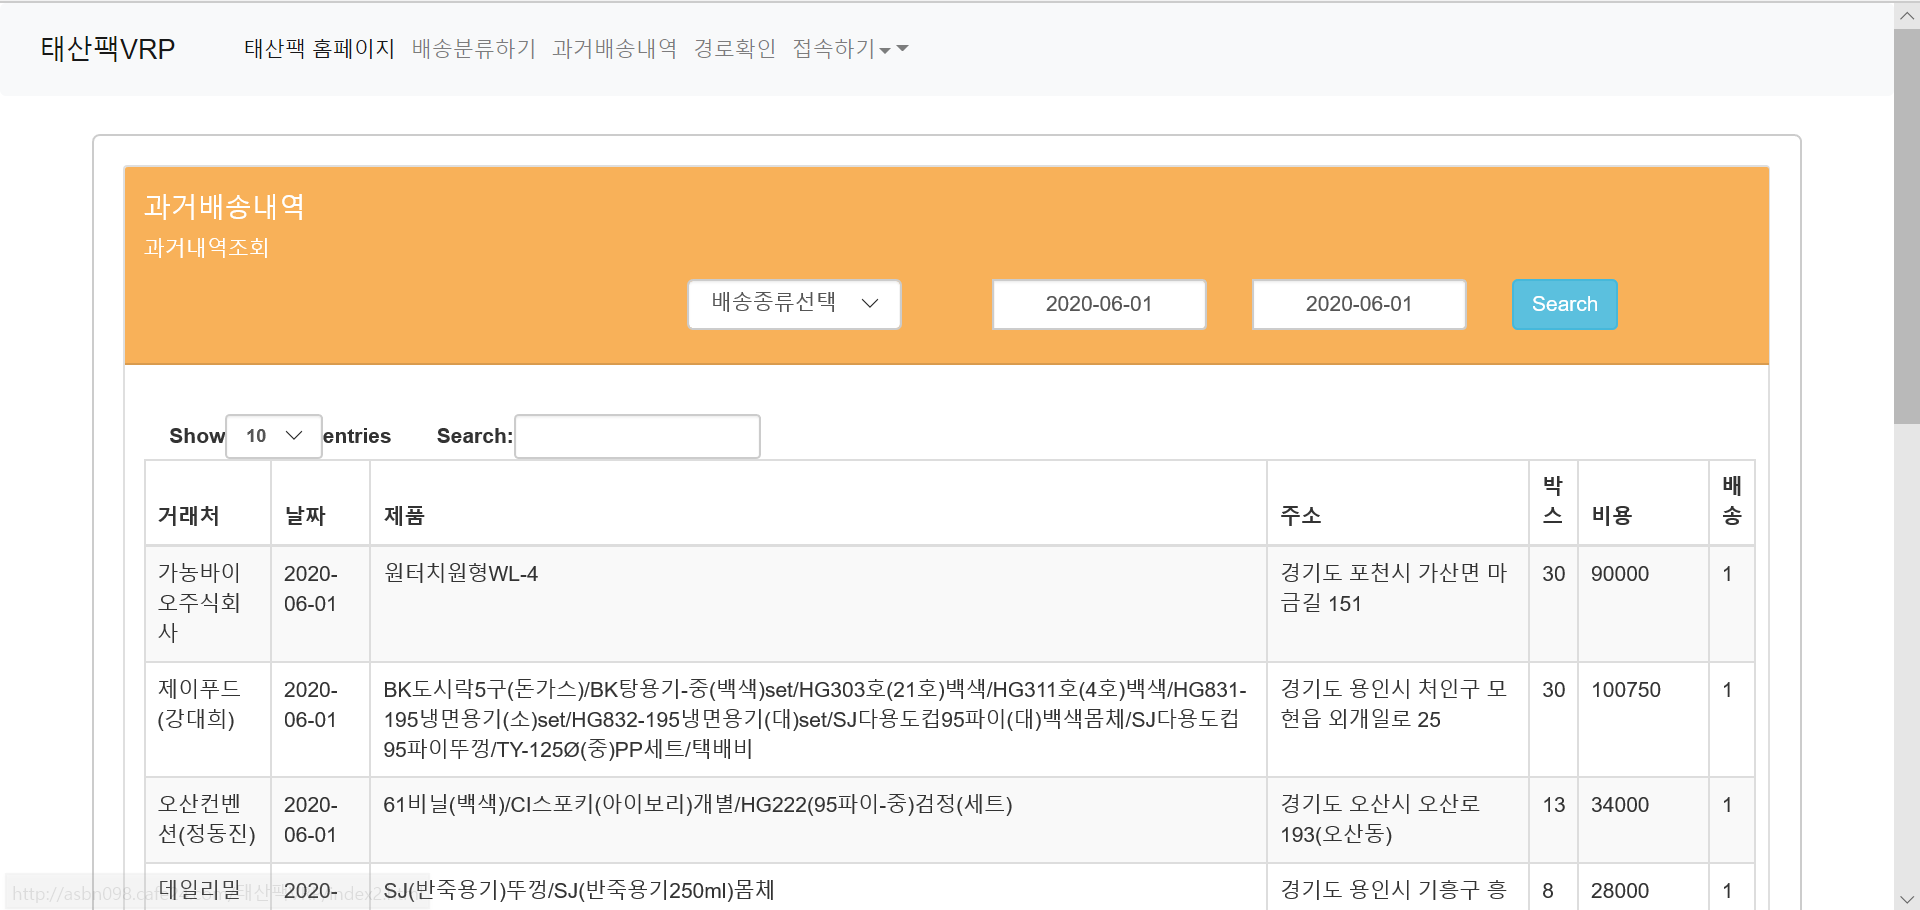 태산팩VRP 태산팩 홈페이지 배송분류하기 과거배송내역 경로확인 접속하기
과거배송내역
과거내역조회
배송종류선택 2020-06-01 2020-06-01 Search
Show 10 entries Search:
거래처 날짜 제품 주소 박스 비용 배송
가농바이 2020- 원터치원형WL-4 경기도 포천시 가산면 마 30 90000 1
오주식회 06-01 금길 151
사
제이푸드 2020- BK도시락5구(돈가스)/BK탕용기-중(백색)set/HG303호(21호)백색/HG311호(4호)백색/HG831- 경기도 용인시 처인구 모 30 100750 1
(강대희) 06-01 195냉면용기(소)set/HG832-195냉면용기(대)set/SJ다용도컵95파이(대)백색몸체/SJ다용도컵 현읍 외개일로 25
95파이뚜껑/TY-125Ø(중)PP세트/택배비
오산컨벤 2020- 61비닐(백색)/CI스포키(아이보리)개별/HG222(95파이-중)검정(세트) 경기도 오산시 오산로 13 34000 1
션(정동진) 06-01 193(오산동)
데일리밀 2020- SJ(반죽용기)뚜껑/SJ(반죽용기250ml)몸체 경기도 용인시 기흥구 흥 8 28000 1